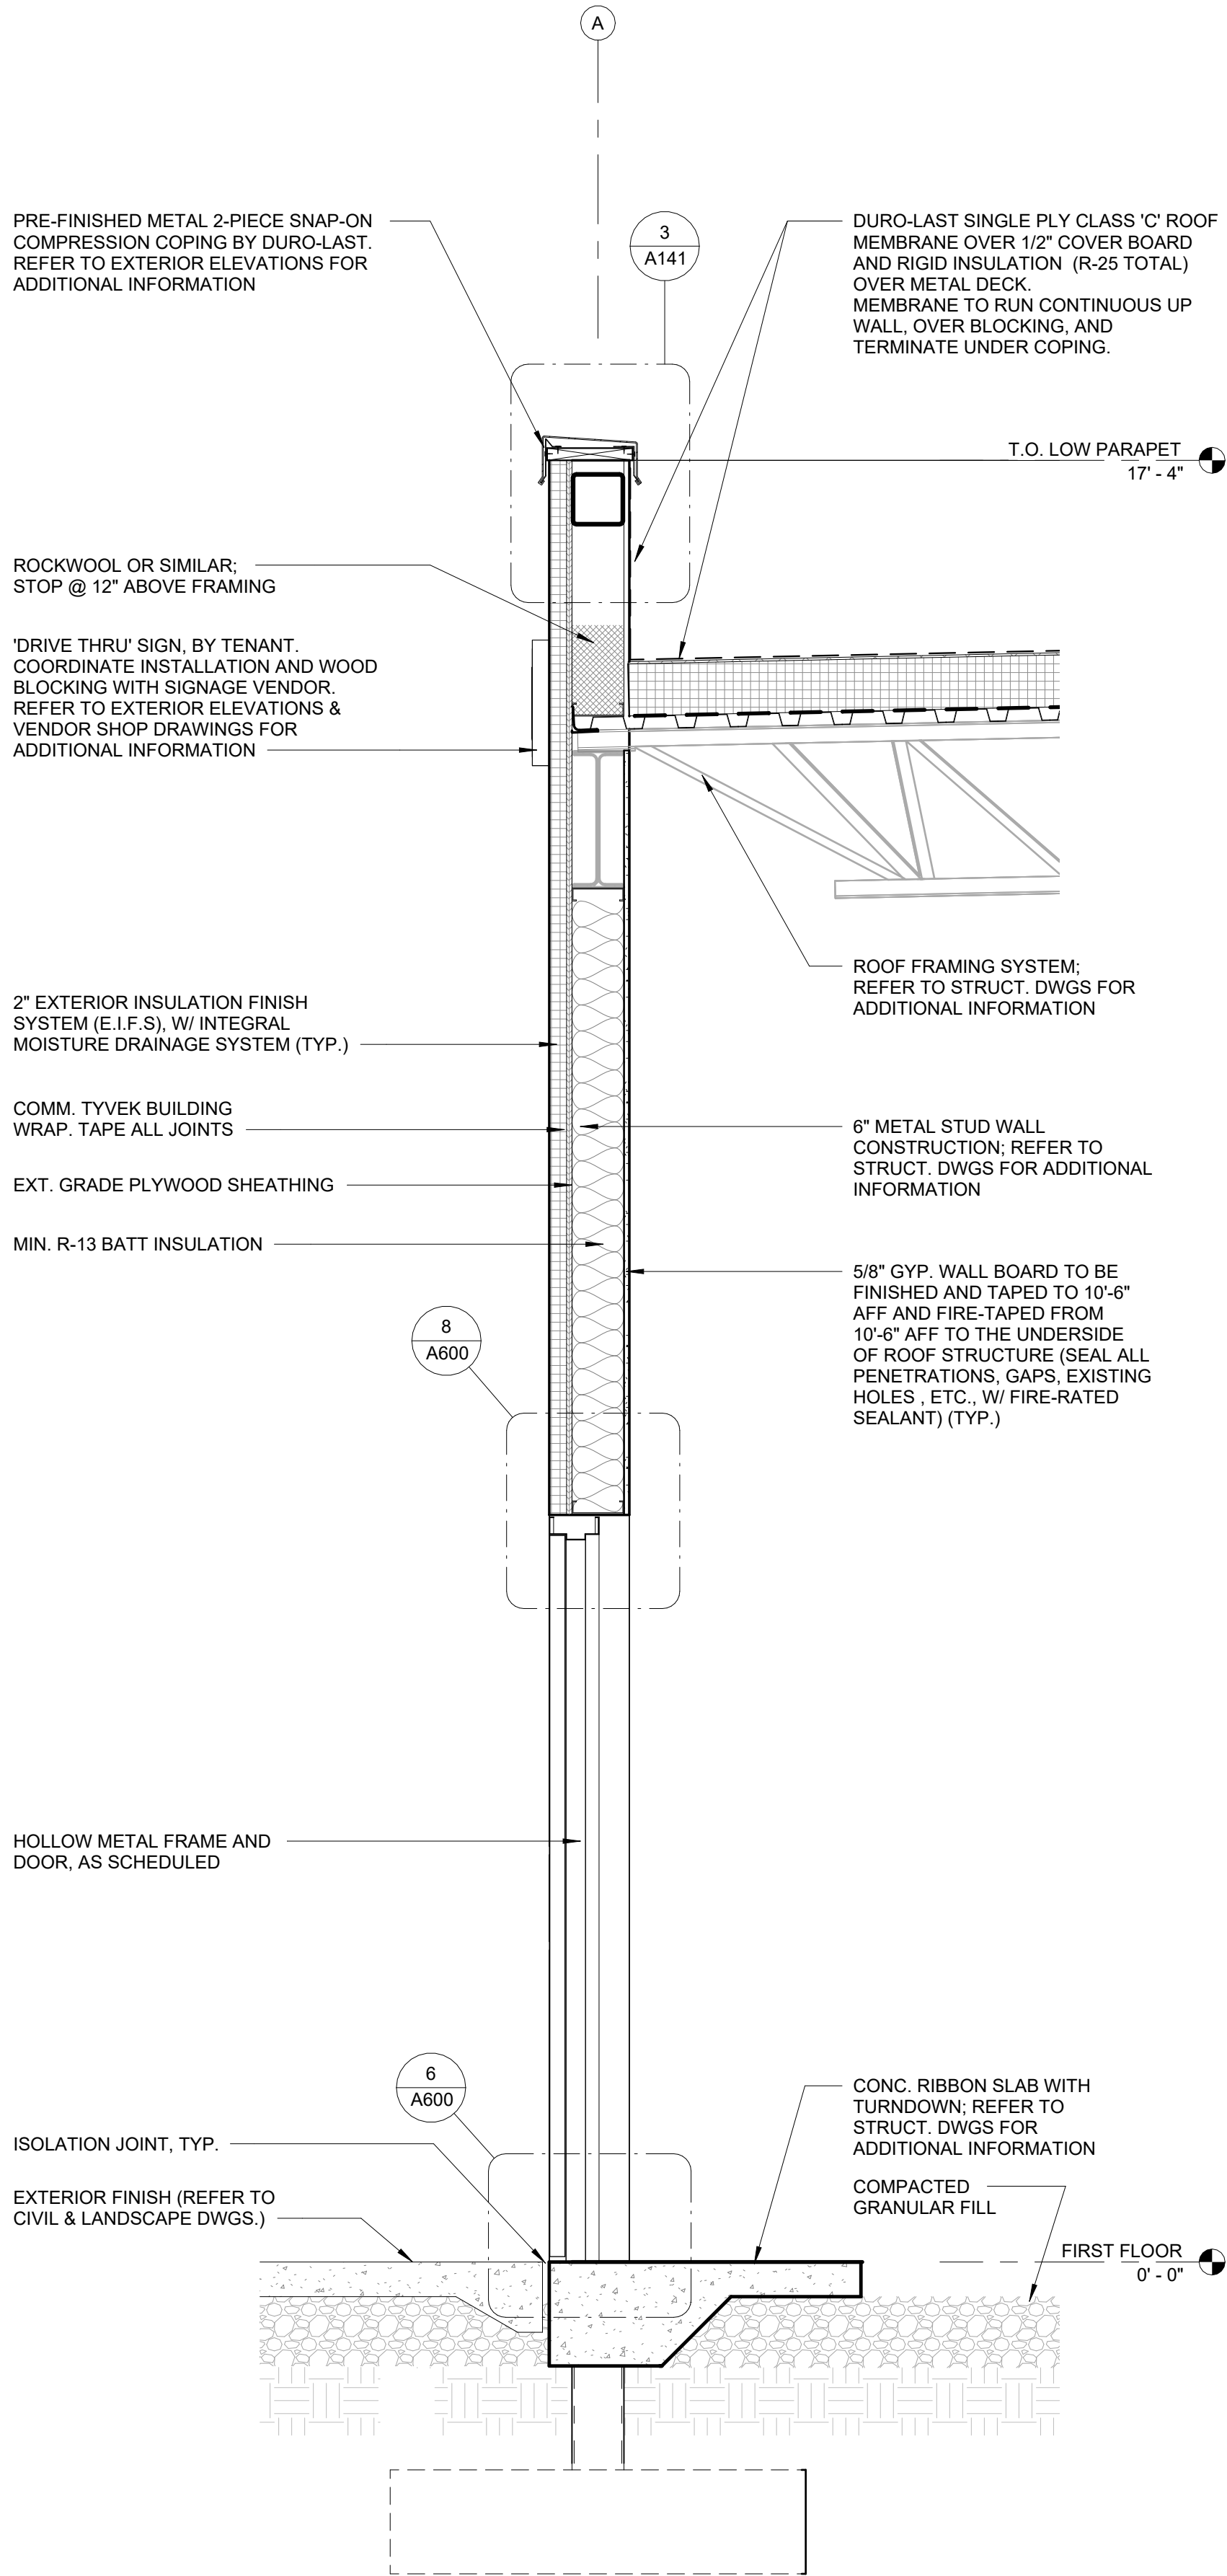 A
PRE-FINISHED METAL 2-PIECE SNAP-ON
COMPRESSION COPING BY DURO-LAST.
REFER TO EXTERIOR ELEVATIONS FOR
ADDITIONAL INFORMATION
3
A141
DURO-LAST SINGLE PLY CLASS 'C' ROOF
MEMBRANE OVER 1/2" COVER BOARD
AND RIGID INSULATION (R-25 TOTAL)
OVER METAL DECK.
MEMBRANE TO RUN CONTINUOUS UP
WALL, OVER BLOCKING, AND
TERMINATE UNDER COPING.
T.O. LOW PARAPET
17' - 4"
ROCKWOOL OR SIMILAR;
STOP @ 12" ABOVE FRAMING
'DRIVE THRU' SIGN, BY TENANT.
COORDINATE INSTALLATION AND WOOD
BLOCKING WITH SIGNAGE VENDOR.
REFER TO EXTERIOR ELEVATIONS &
VENDOR SHOP DRAWINGS FOR
ADDITIONAL INFORMATION
ROOF FRAMING SYSTEM;
REFER TO STRUCT. DWGS FOR
ADDITIONAL INFORMATION
2" EXTERIOR INSULATION FINISH
SYSTEM (E.I.F.S), W/ INTEGRAL
MOISTURE DRAINAGE SYSTEM (TYP.)
COMM. TYVEK BUILDING
WRAP. TAPE ALL JOINTS
6" METAL STUD WALL
CONSTRUCTION; REFER TO
STRUCT. DWGS FOR ADDITIONAL
INFORMATION
EXT. GRADE PLYWOOD SHEATHING
MIN. R-13 BATT INSULATION
5/8" GYP. WALL BOARD TO BE
FINISHED AND TAPED TO 10'-6"
AFF AND FIRE-TAPED FROM
10'-6" AFF TO THE UNDERSIDE
OF ROOF STRUCTURE (SEAL ALL
PENETRATIONS, GAPS, EXISTING
HOLES , ETC., W/ FIRE-RATED
SEALANT) (TYP.)
8
A600
HOLLOW METAL FRAME AND
DOOR, AS SCHEDULED
6
A600
CONC. RIBBON SLAB WITH
TURNDOWN; REFER TO
STRUCT. DWGS FOR
ADDITIONAL INFORMATION
ISOLATION JOINT, TYP.
COMPACTED
GRANULAR FILL
EXTERIOR FINISH (REFER TO
CIVIL & LANDSCAPE DWGS.)
FIRST FLOOR
0' - 0"